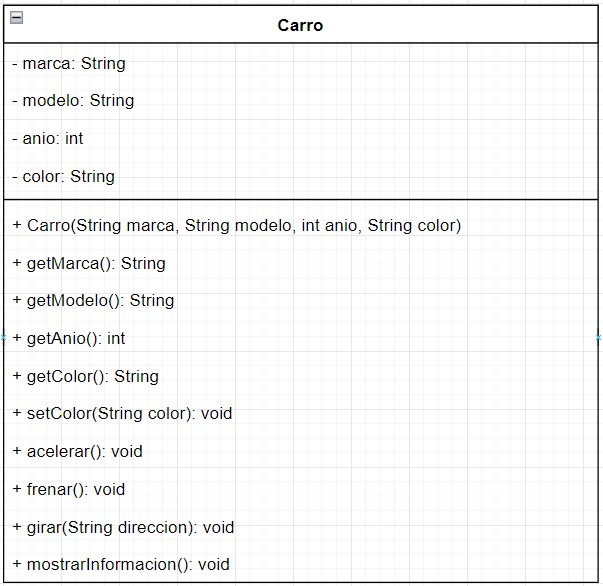 Carro
- marca: String
- modelo: String
- anio: int
- color: String
+ Carro(String marca, String modelo, int anio, String color)
+ getMarca(): String
+ getModelo(): String
+ getAnio(): int
+ getColor(): String
+ setColor(String color): void
+ acelerar(): void
+ frenar(): void
+ girar(String direccion): void
+ mostrarInformacion(): void